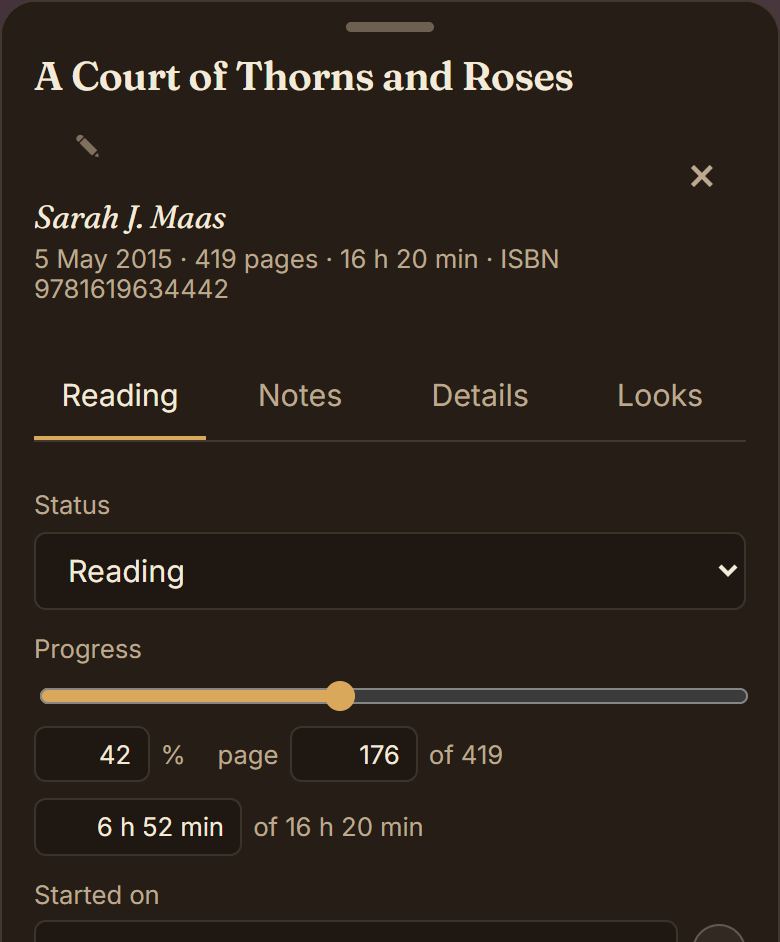 A Court of Thorns and Roses
Sarah J. Maas
5 May 2015 · 419 pages · 16 h 20 min · ISBN
9781619634442
Reading Notes Details Looks
Status
Reading
Progress
42 % page 176 of 419
6 h 52 min of 16 h 20 min
Started on